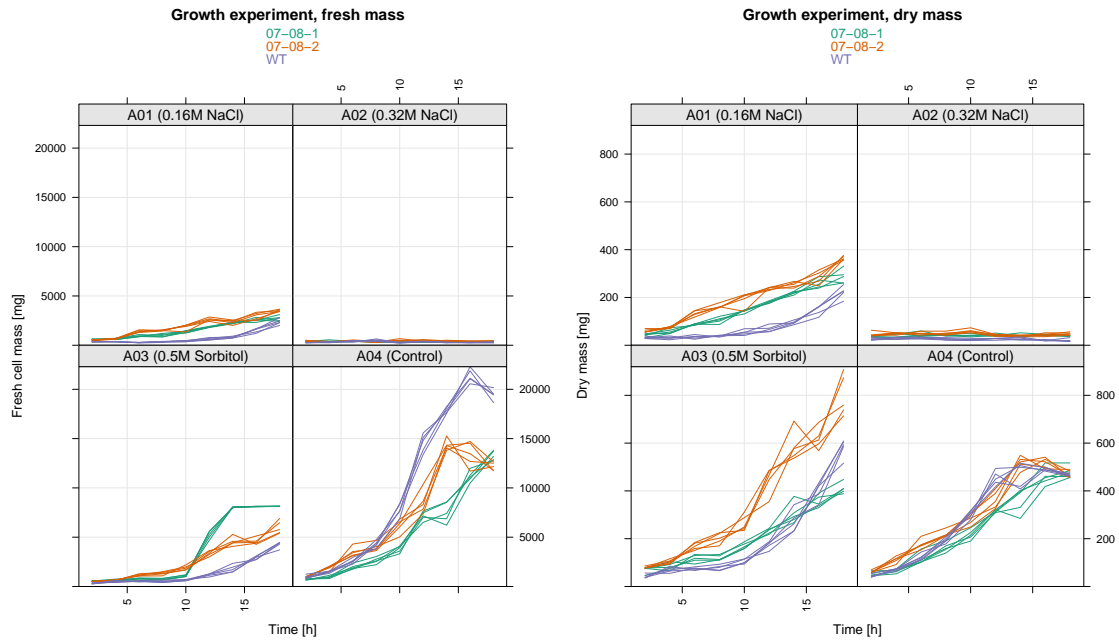 Growth experiment, fresh mass
07−08−1
07−08−2
WT
5
10
15
A01 (0.16M NaCl)
A02 (0.32M NaCl)
20000
15000
10000
5000
A03 (0.5M Sorbitol)
A04 (Control)
20000
15000
10000
5000
5
10
15
Fresh cell mass [mg]
Time [h]
Growth experiment, dry mass
07−08−1
07−08−2
WT
5
10
15
A01 (0.16M NaCl)
A02 (0.32M NaCl)
800
600
400
200
A03 (0.5M Sorbitol)
A04 (Control)
800
600
400
200
5
10
15
Dry mass [mg]
Time [h]